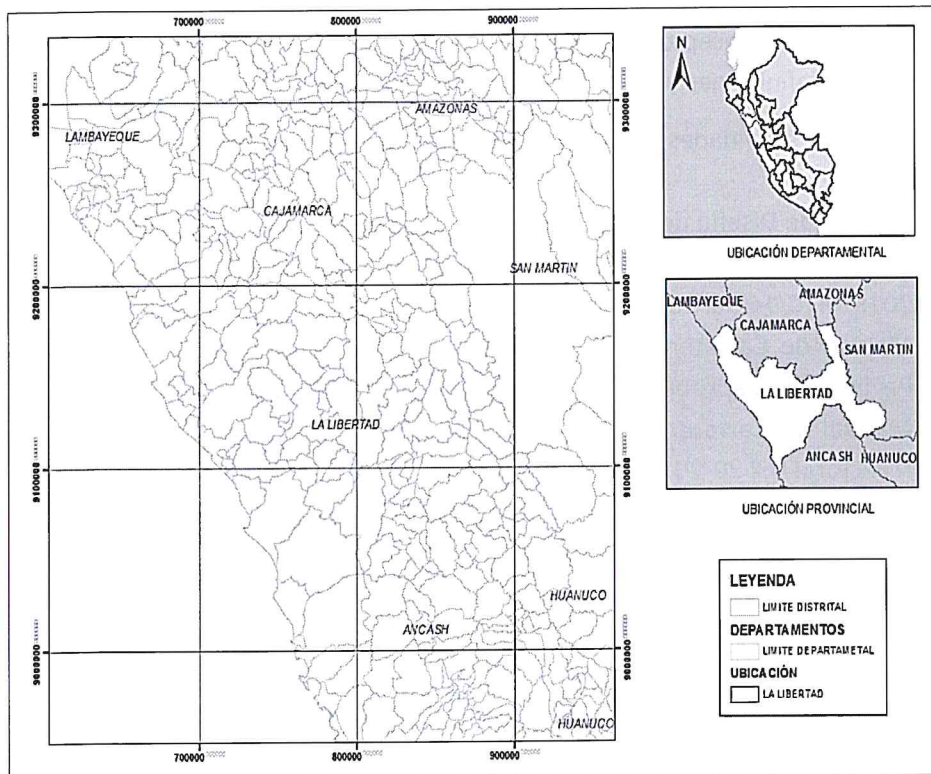 700000
800000
900000
9300000
9300000
AMAZONAS
LAMBAYEQUE
CAJAMARCA
SAN MARTIN
9200000
9200000
LA LIBERTAD
9100000
9100000
HUANUCO
ANCASH
9000000
9000000
HUANUCO
700000
800000
900000
N
UBICACIÓN DEPARTAMENTAL
LAMBAYEQUE
AMAZONAS
CAJAMARCA
SAN MARTIN
LA LIBERTAD
ANCASH
HUANUCO
UBICACIÓN PROVINCIAL
LEYENDA
LIMITE DISTRITAL
DEPARTAMENTOS
LIMITE DEPARTAMETAL
UBICACIÓN
LA LIBERTAD